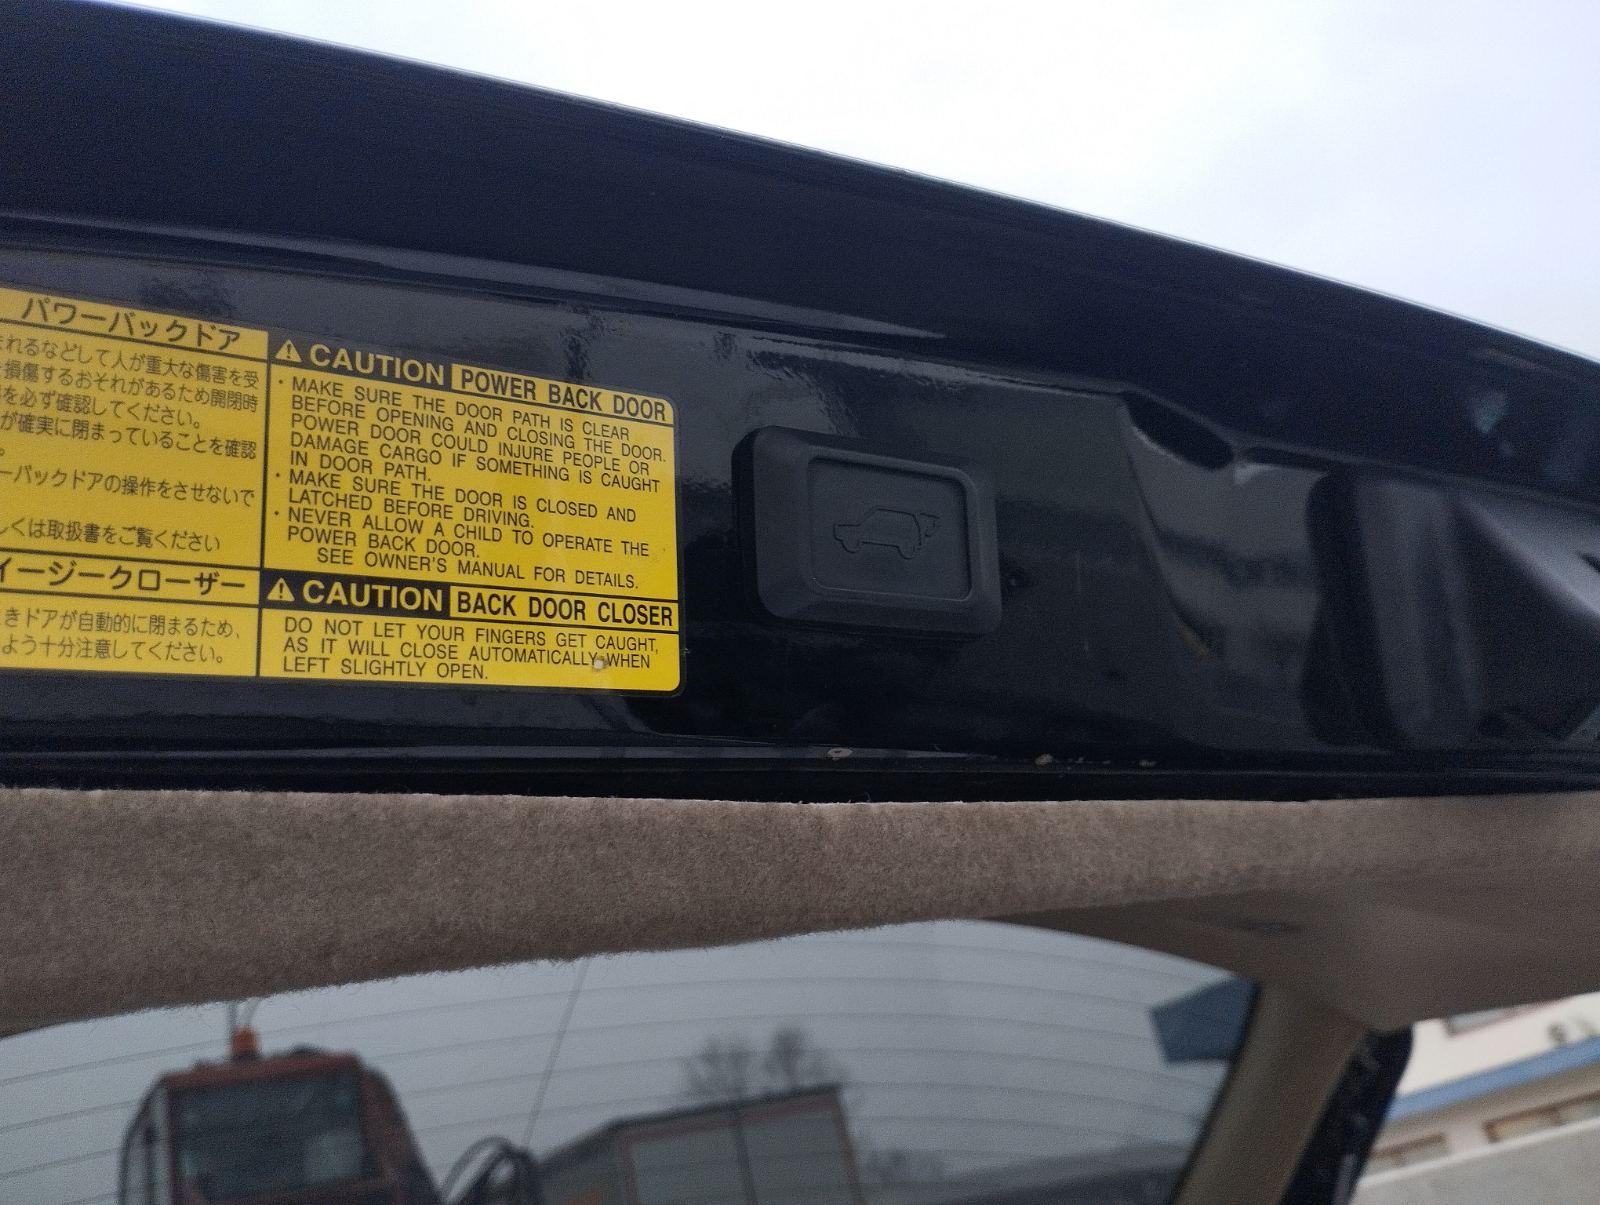 パワーバックドア
まれるなどして人が重大な傷害を受
損傷するおそれがあるため開閉時
を必ず確認してください。
が確実に閉まっていることを確認
。
ーバックドアの操作をさせないで
しくは取扱書をご覧ください
イージークローザー
きドアが自動的に閉まるため、
よう十分注意してください。
⚠ CAUTION POWER BACK DOOR
・MAKE SURE THE DOOR PATH IS CLEAR
BEFORE OPENING AND CLOSING THE DOOR.
POWER DOOR COULD INJURE PEOPLE OR
DAMAGE CARGO IF SOMETHING IS CAUGHT
IN DOOR PATH.
・MAKE SURE THE DOOR IS CLOSED AND
LATCHED BEFORE DRIVING.
・NEVER ALLOW A CHILD TO OPERATE THE
POWER BACK DOOR.
SEE OWNER'S MANUAL FOR DETAILS.
⚠ CAUTION BACK DOOR CLOSER
DO NOT LET YOUR FINGERS GET CAUGHT,
AS IT WILL CLOSE AUTOMATICALLY WHEN
LEFT SLIGHTLY OPEN.